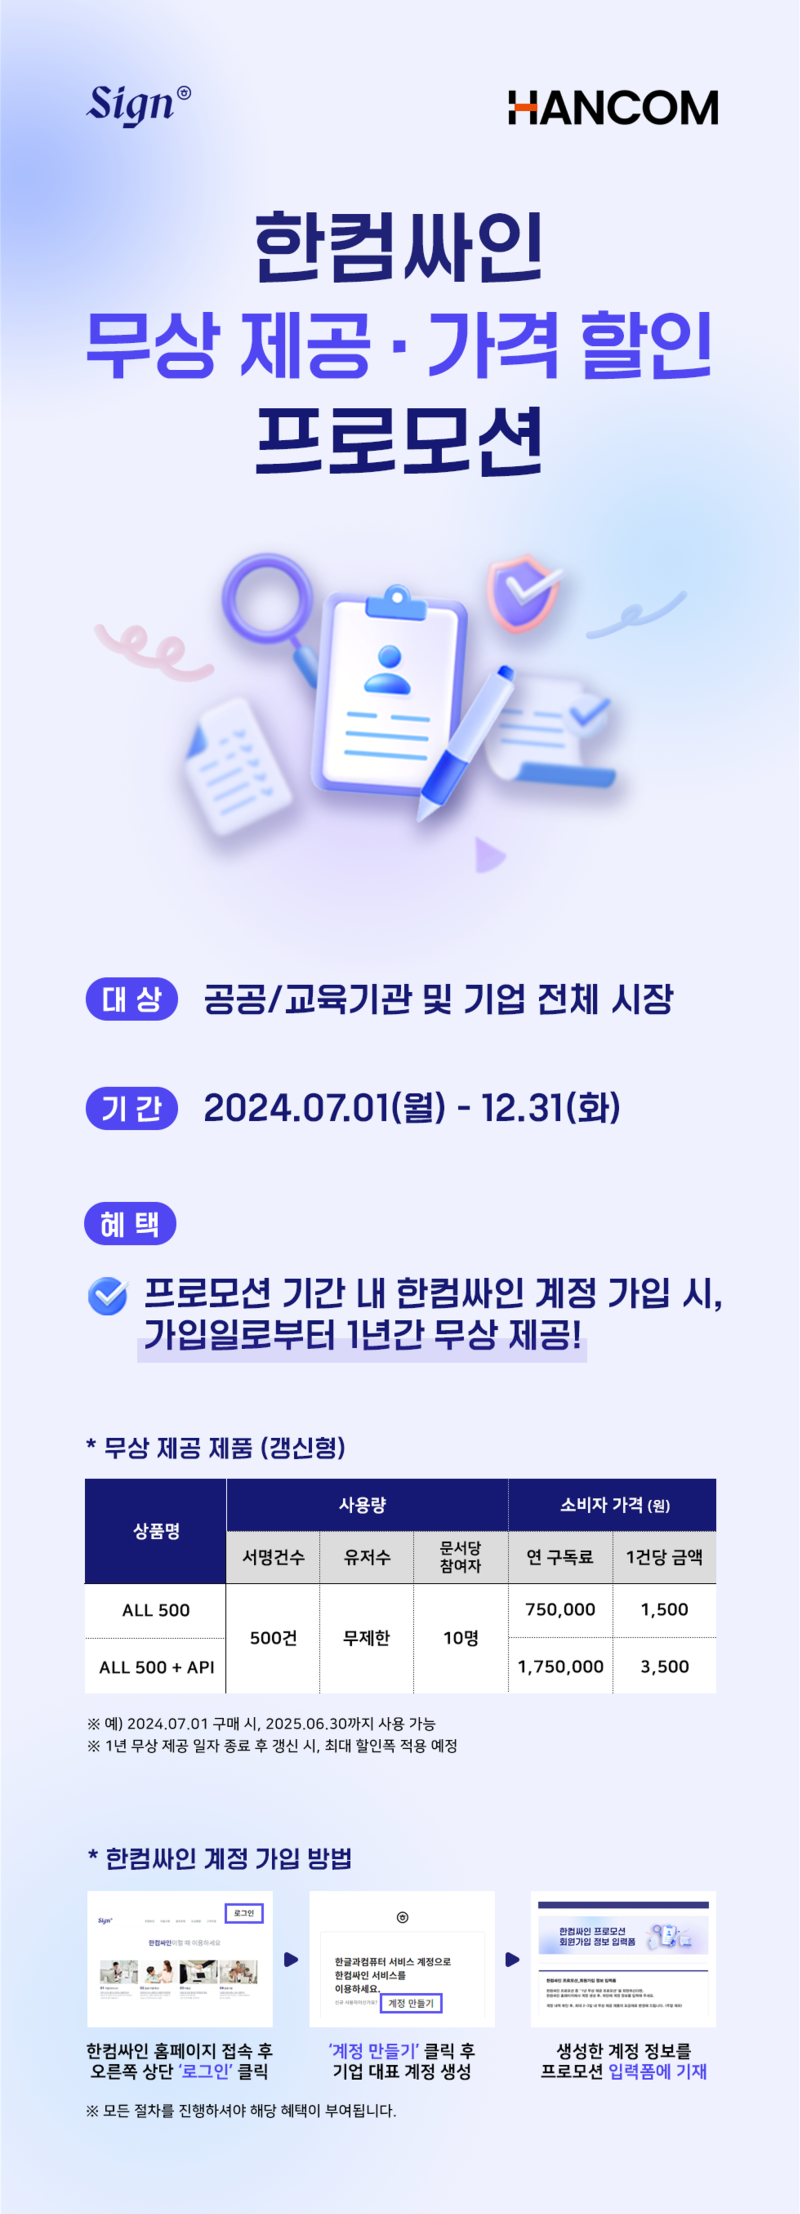 Sign
HANCOM
한컴싸인
무상 제공 · 가격 할인
프로모션
대 상
공공/교육기관 및 기업 전체 시장
기 간
2024.07.01(월) - 12.31(화)
혜 택
프로모션 기간 내 한컴싸인 계정 가입 시,
가입일로부터 1년간 무상 제공!
* 무상 제공 제품 (갱신형)
상품명
사용량
소비자 가격 (원)
서명건수
유저수
문서당
참여자
연 구독료
1건당 금액
ALL 500
500건
무제한
10명
750,000
1,500
ALL 500 + API
1,750,000
3,500
※ 예) 2024.07.01 구매 시, 2025.06.30까지 사용 가능
※ 1년 무상 제공 일자 종료 후 갱신 시, 최대 할인폭 적용 예정
* 한컴싸인 계정 가입 방법
Sign
로그인
한컴싸인이럴 때 이용하세요
한글과컴퓨터 서비스 계정으로
한컴싸인 서비스를
이용하세요.
계정 만들기
한컴싸인 프로모션
회원가입 정보 입력폼
한컴싸인 홈페이지 접속 후
오른쪽 상단 '로그인' 클릭
'계정 만들기' 클릭 후
기업 대표 계정 생성
생성한 계정 정보를
프로모션 입력폼에 기재
※ 모든 절차를 진행하셔야 해당 혜택이 부여됩니다.